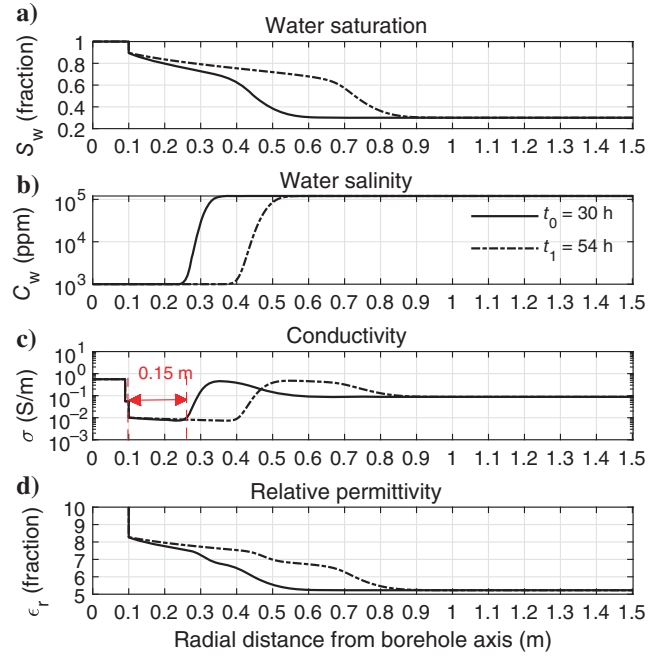 a) Water saturation
1
0.8
0.6
0.4
0.2
S_w (fraction)
0 0.1 0.2 0.3 0.4 0.5 0.6 0.7 0.8 0.9 1 1.1 1.2 1.3 1.4 1.5
b) Water salinity
10^5
10^4
10^3
C_w (ppm)
t_0 = 30 h
t_1 = 54 h
0 0.1 0.2 0.3 0.4 0.5 0.6 0.7 0.8 0.9 1 1.1 1.2 1.3 1.4 1.5
c) Conductivity
10^1
10^0
10^−1
10^−2
10^−3
σ (S/m)
0.15 m
0 0.1 0.2 0.3 0.4 0.5 0.6 0.7 0.8 0.9 1 1.1 1.2 1.3 1.4 1.5
d) Relative permittivity
10
9
8
7
6
5
ϵ_r (fraction)
0 0.1 0.2 0.3 0.4 0.5 0.6 0.7 0.8 0.9 1 1.1 1.2 1.3 1.4 1.5
Radial distance from borehole axis (m)